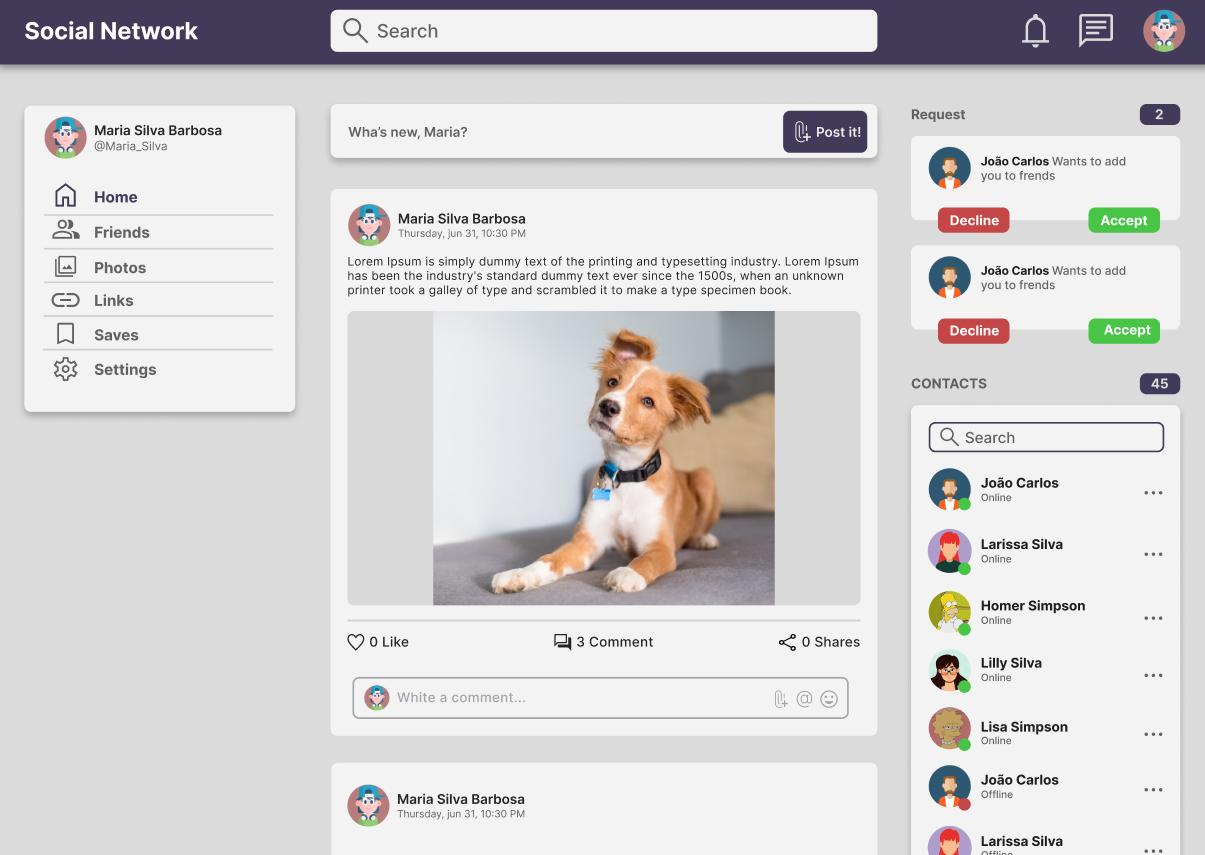 Social Network
Search
Maria Silva Barbosa
@Maria_Silva
Home
Friends
Photos
Links
Saves
Settings
Wha's new, Maria?
Post it!
Maria Silva Barbosa
Thursday, jun 31, 10:30 PM
Lorem Ipsum is simply dummy text of the printing and typesetting industry. Lorem Ipsum
has been the industry's standard dummy text ever since the 1500s, when an unknown
printer took a galley of type and scrambled it to make a type specimen book.
0 Like
3 Comment
0 Shares
White a comment...
@
Maria Silva Barbosa
Thursday, jun 31, 10:30 PM
Request
2
João Carlos Wants to add
you to frends
Decline
Accept
João Carlos Wants to add
you to frends
Decline
Accept
CONTACTS
45
Search
João Carlos
Online
Larissa Silva
Online
Homer Simpson
Online
Lilly Silva
Online
Lisa Simpson
Online
João Carlos
Offline
Larissa Silva
Offline